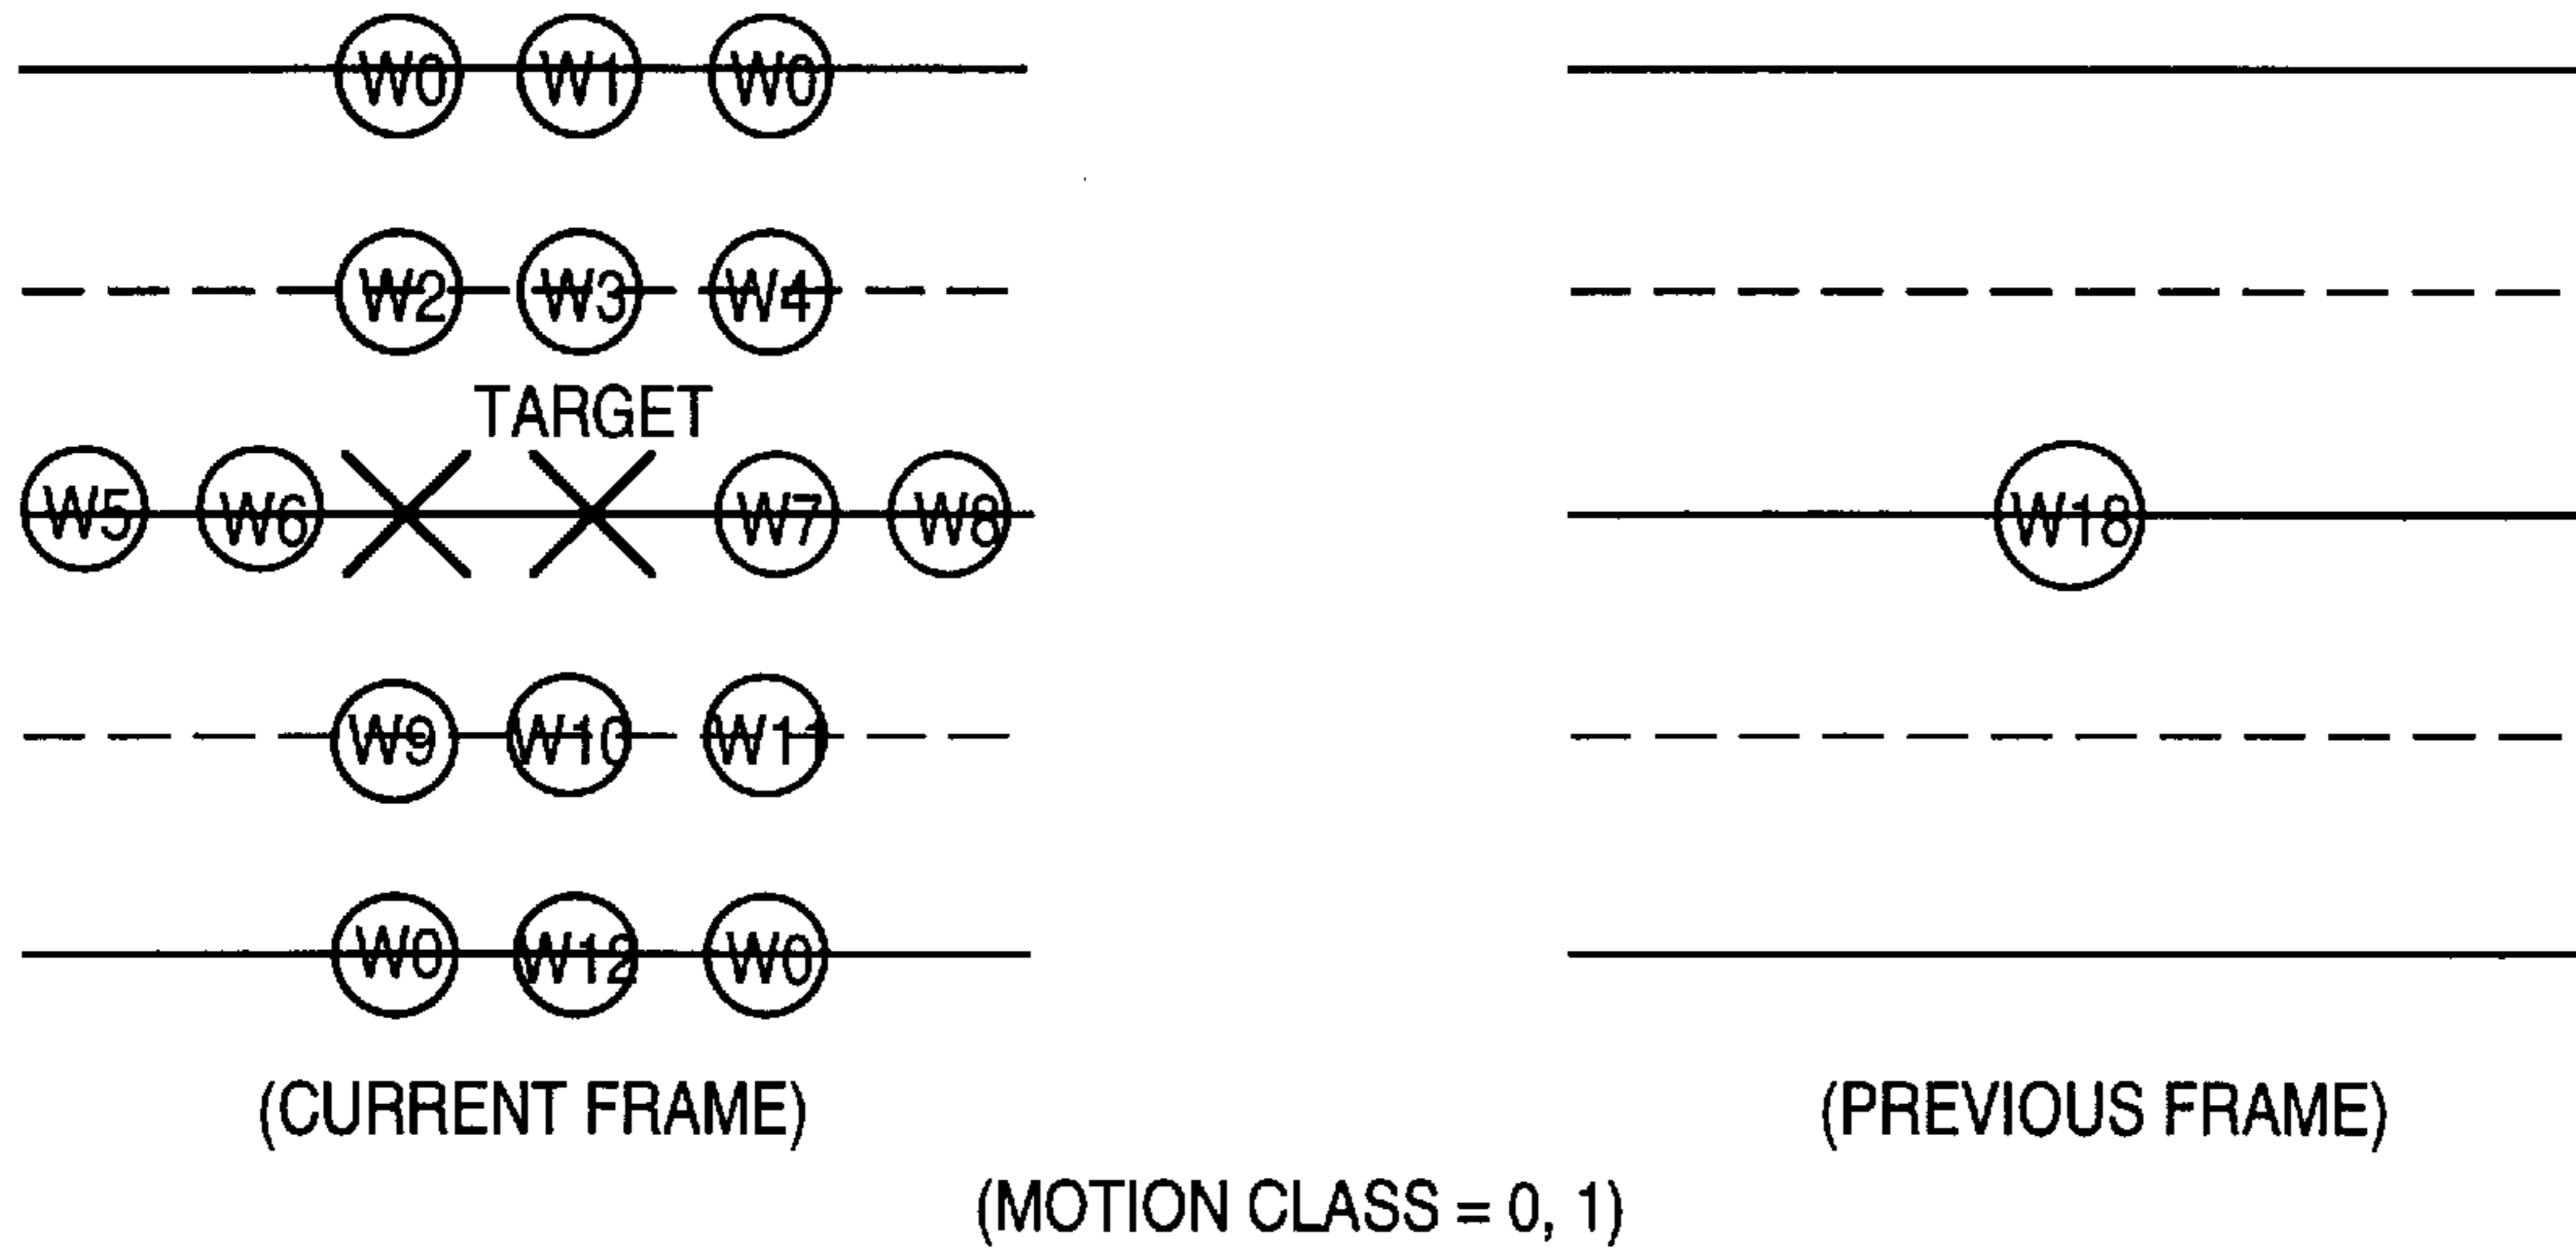 W0 W1 W0
W2 W3 W4
TARGET
W5 W6 W7 W8 W18
W9 W10 W11
W0 W12 W0
(CURRENT FRAME) (PREVIOUS FRAME)
(MOTION CLASS = 0, 1)